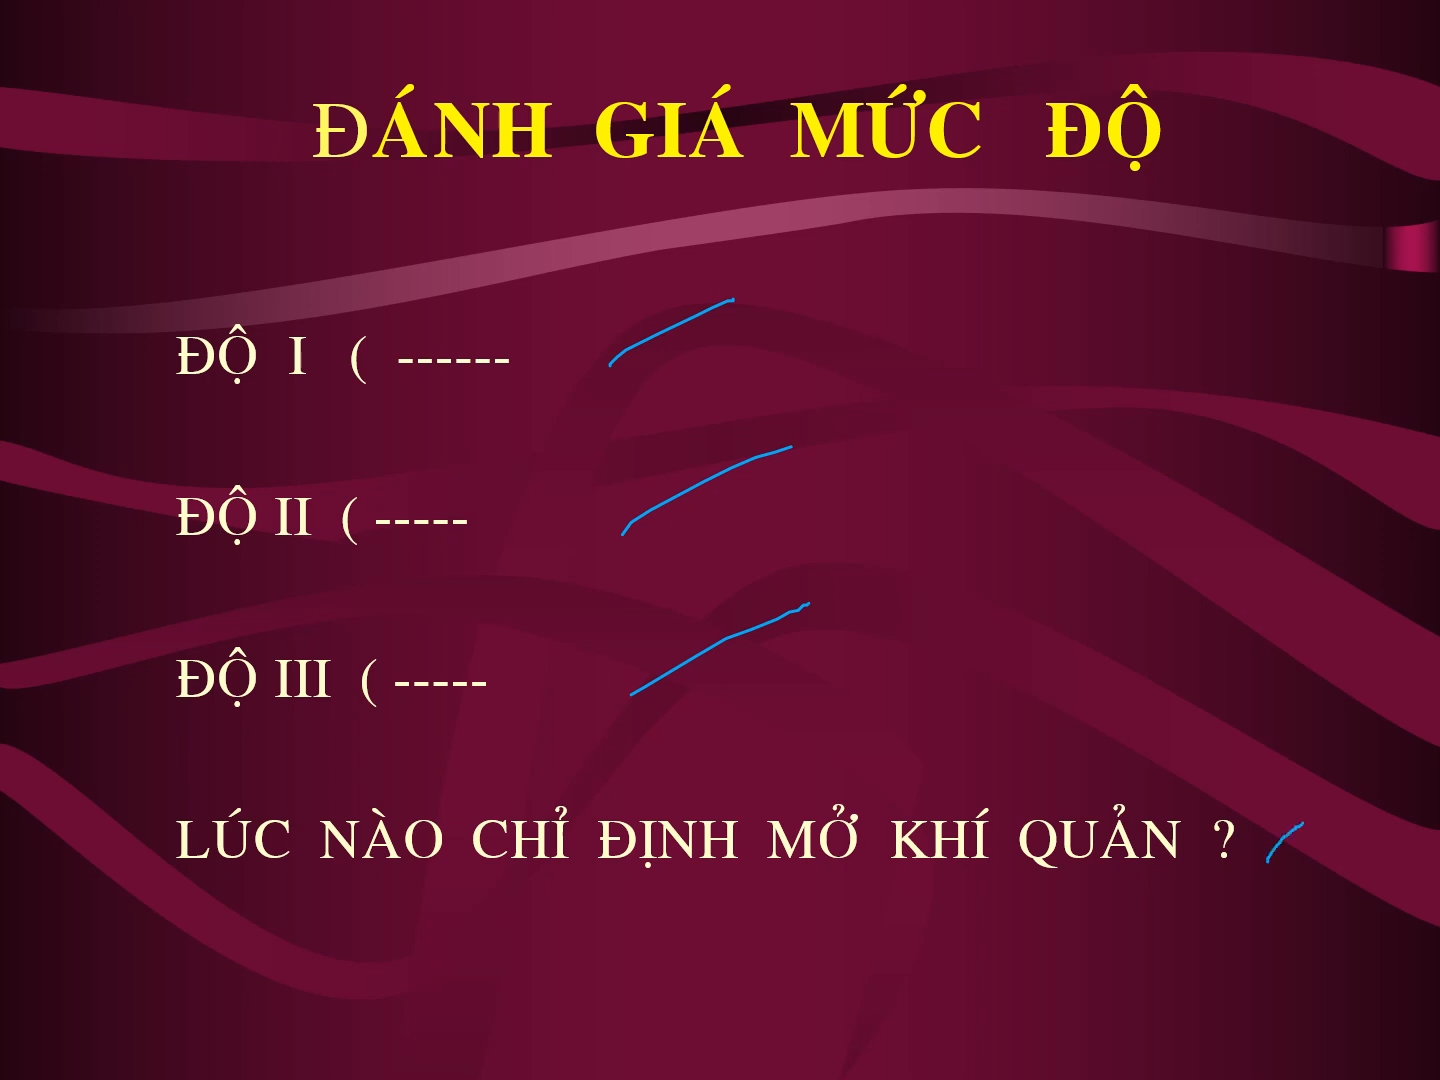 ĐÁNH GIÁ MỨC ĐỘ
ĐỘ I ( ------
ĐỘ II ( -----
ĐỘ III ( -----
LÚC NÀO CHỈ ĐỊNH MỞ KHÍ QUẢN ?